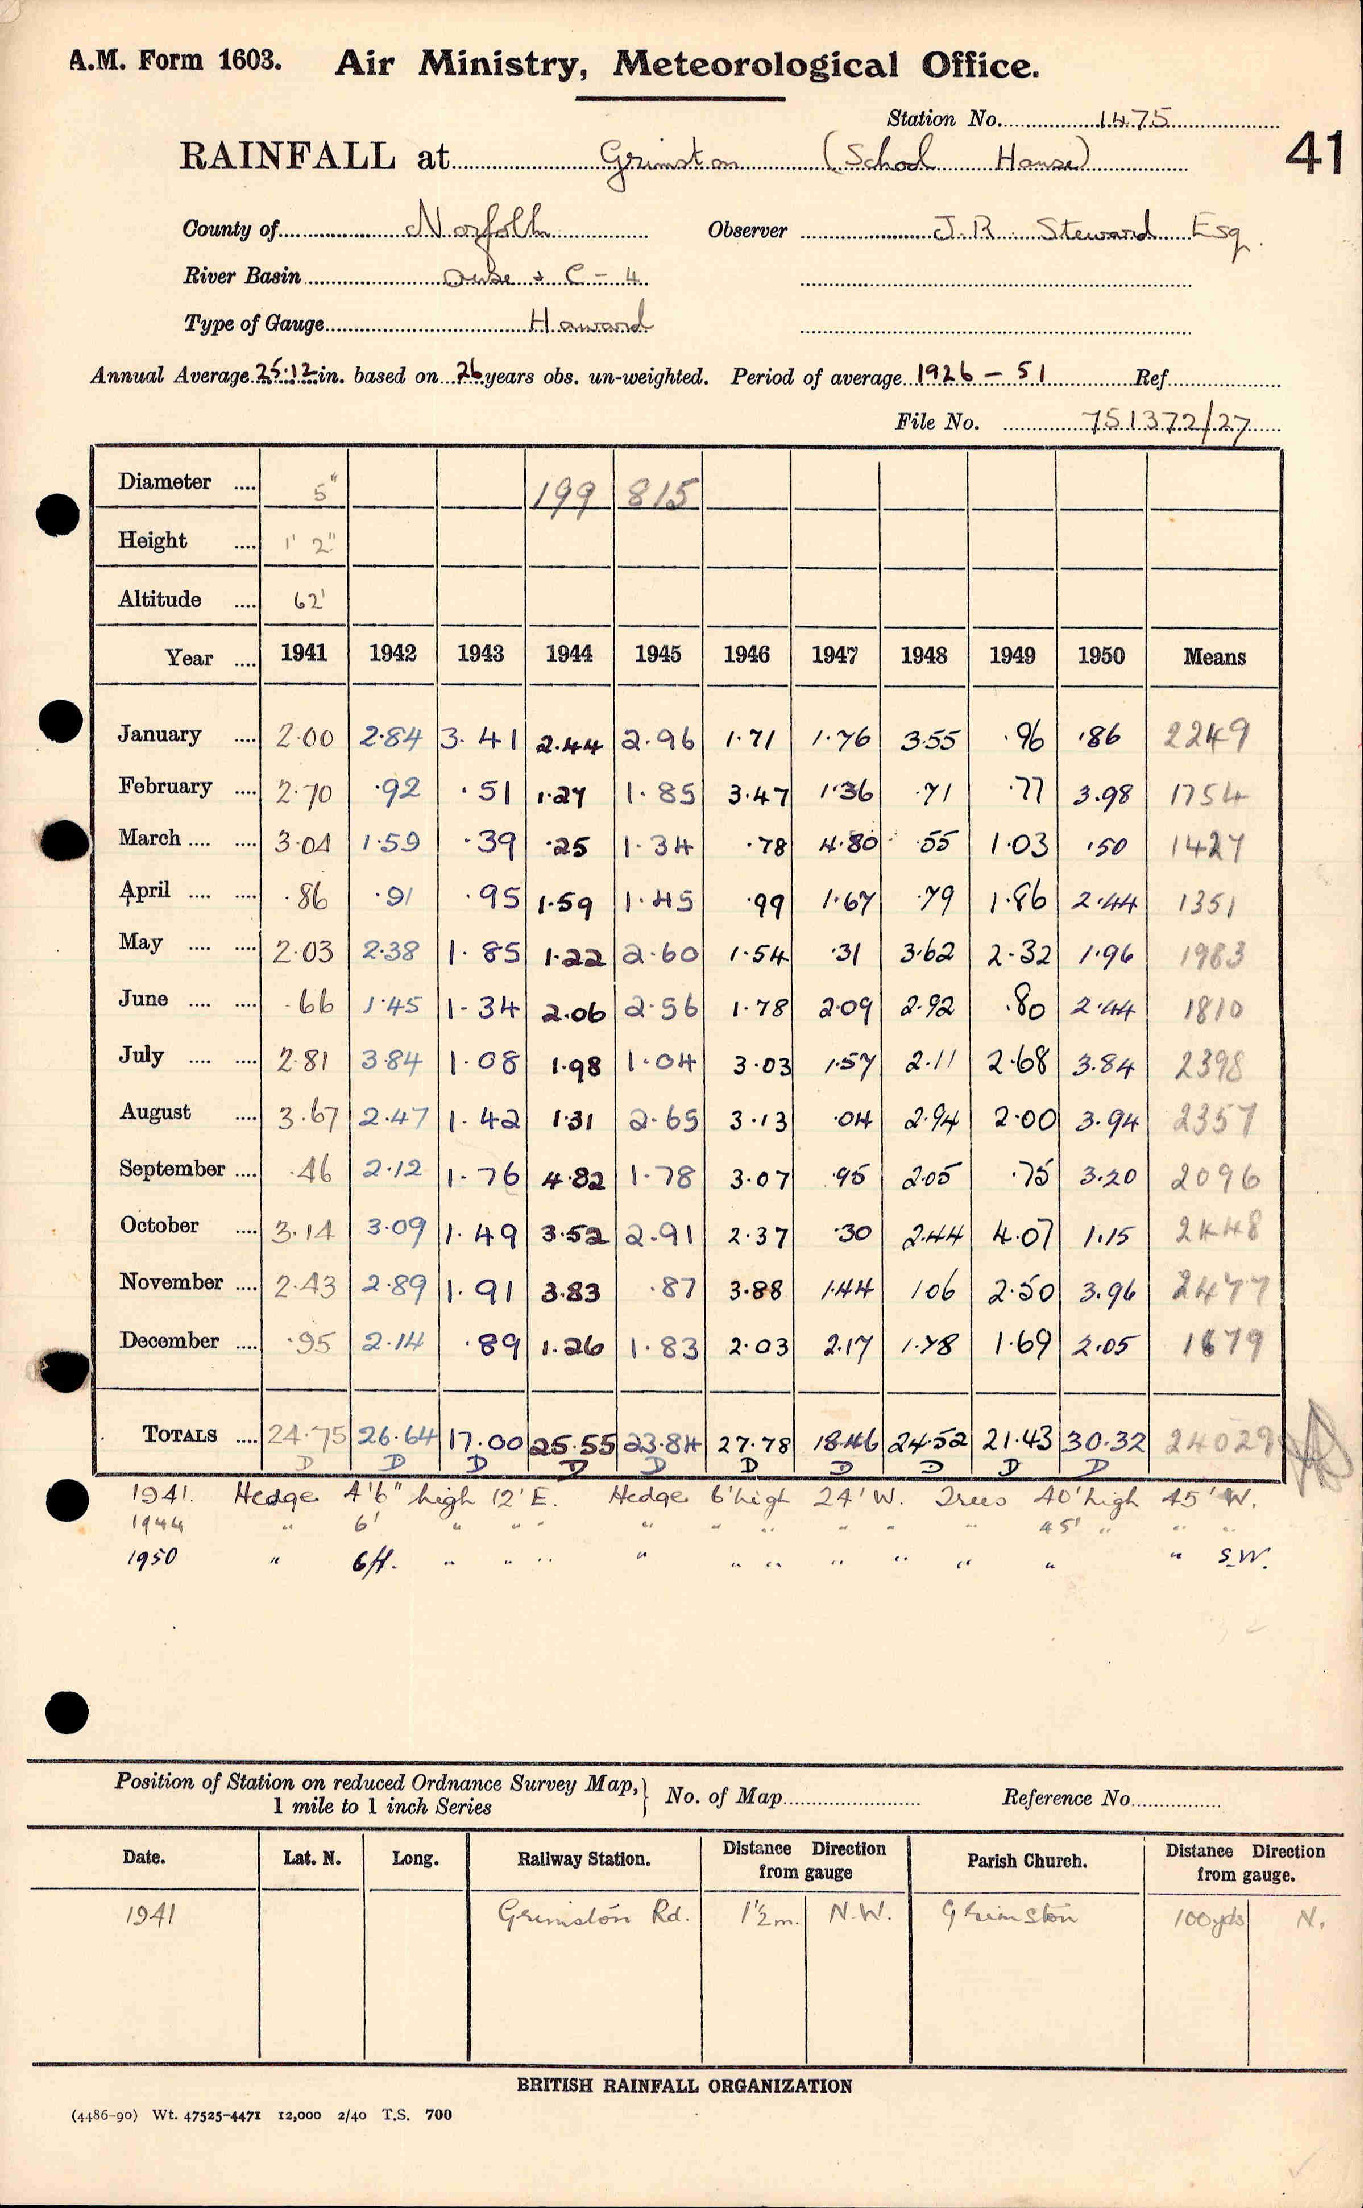 A.M. Form 1603. Air Ministry, Meteorological Office.
Station No. 1475
41
RAINFALL at Grimston (School House)
County of Norfolk Observer J.R. Steward Esq.
River Basin Ouse + C - 4
Type of Gauge Howard
Annual Average 25.12 in. based on 26 years obs. un-weighted. Period of average 1926 - 51 Ref
File No. 751372/27
Diameter .... 5" 199 815
Height .... 1' 2"
Altitude .... 62'
Year .... 1941 1942 1943 1944 1945 1946 1947 1948 1949 1950 Means
January .... 2.00 2.84 3.41 2.44 2.96 1.71 1.76 3.55 .96 .86 2249
February .... 2.70 .92 .51 1.27 1.85 3.47 1.36 .71 .77 3.98 1754
March .... .... 3.04 1.59 .39 .25 1.34 .78 4.80 .55 1.03 .50 1427
April .... .... .86 .91 .95 1.59 1.45 .99 1.67 .79 1.86 2.44 1351
May .... .... 2.03 2.38 1.85 1.22 2.60 1.54 .31 3.62 2.32 1.96 1983
June .... .... .66 1.45 1.34 2.06 2.56 1.78 2.09 2.92 .80 2.44 1810
July .... .... 2.81 3.84 1.08 1.98 1.04 3.03 1.57 2.11 2.68 3.84 2398
August .... 3.67 2.47 1.42 1.31 2.65 3.13 .04 2.94 2.00 3.94 2357
September .... .46 2.12 1.76 4.82 1.78 3.07 .95 2.05 .75 3.20 2096
October .... 3.14 3.09 1.49 3.52 2.91 2.37 .30 2.44 4.07 1.15 2448
November .... 2.43 2.89 1.91 3.83 .87 3.88 1.44 1.06 2.50 3.96 2477
December .... .95 2.14 .89 1.26 1.83 2.03 2.17 1.78 1.69 2.05 1679
TOTALS .... 24.75 26.64 17.00 25.55 23.84 27.78 18.46 24.52 21.43 30.32 24029
D D D D D D D D D D
1941. Hedge 4'6" high 12' E. Hedge 6' high 24' W. Trees 40' high 45' W.
1944 " 6' " " " " " " " " " 45' " " "
1950 " 6ft. " " " " " " " " " " " S.W.
Position of Station on reduced Ordnance Survey Map, 1 mile to 1 inch Series } No. of Map Reference No.
Date. Lat. N. Long. Railway Station. Distance Direction from gauge Parish Church. Distance Direction from gauge.
1941 Grimston Rd. 1½ m. N.W. Grimston 100 yds N.
BRITISH RAINFALL ORGANIZATION
(4486-90) Wt. 47525-4471 12,000 2/40 T.S. 700